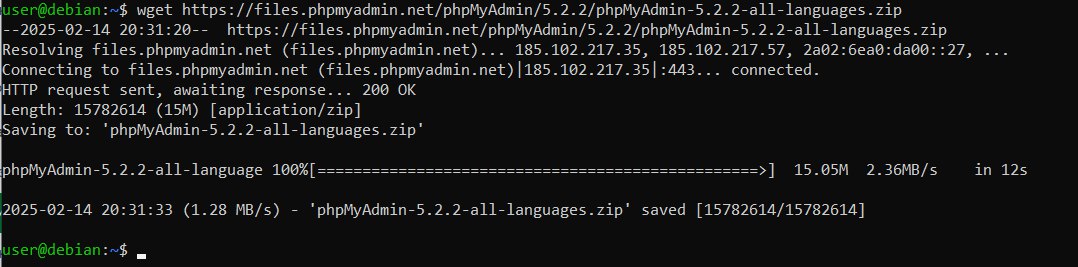 user@debian:~$ wget https://files.phpmyadmin.net/phpMyAdmin/5.2.2/phpMyAdmin-5.2.2-all-languages.zip
--2025-02-14 20:31:20--  https://files.phpmyadmin.net/phpMyAdmin/5.2.2/phpMyAdmin-5.2.2-all-languages.zip
Resolving files.phpmyadmin.net (files.phpmyadmin.net)... 185.102.217.35, 185.102.217.57, 2a02:6ea0:da00::27, ...
Connecting to files.phpmyadmin.net (files.phpmyadmin.net)|185.102.217.35|:443... connected.
HTTP request sent, awaiting response... 200 OK
Length: 15782614 (15M) [application/zip]
Saving to: 'phpMyAdmin-5.2.2-all-languages.zip'
phpMyAdmin-5.2.2-all-language 100%[=================================================>]  15.05M  2.36MB/s    in 12s
2025-02-14 20:31:33 (1.28 MB/s) - 'phpMyAdmin-5.2.2-all-languages.zip' saved [15782614/15782614]
user@debian:~$